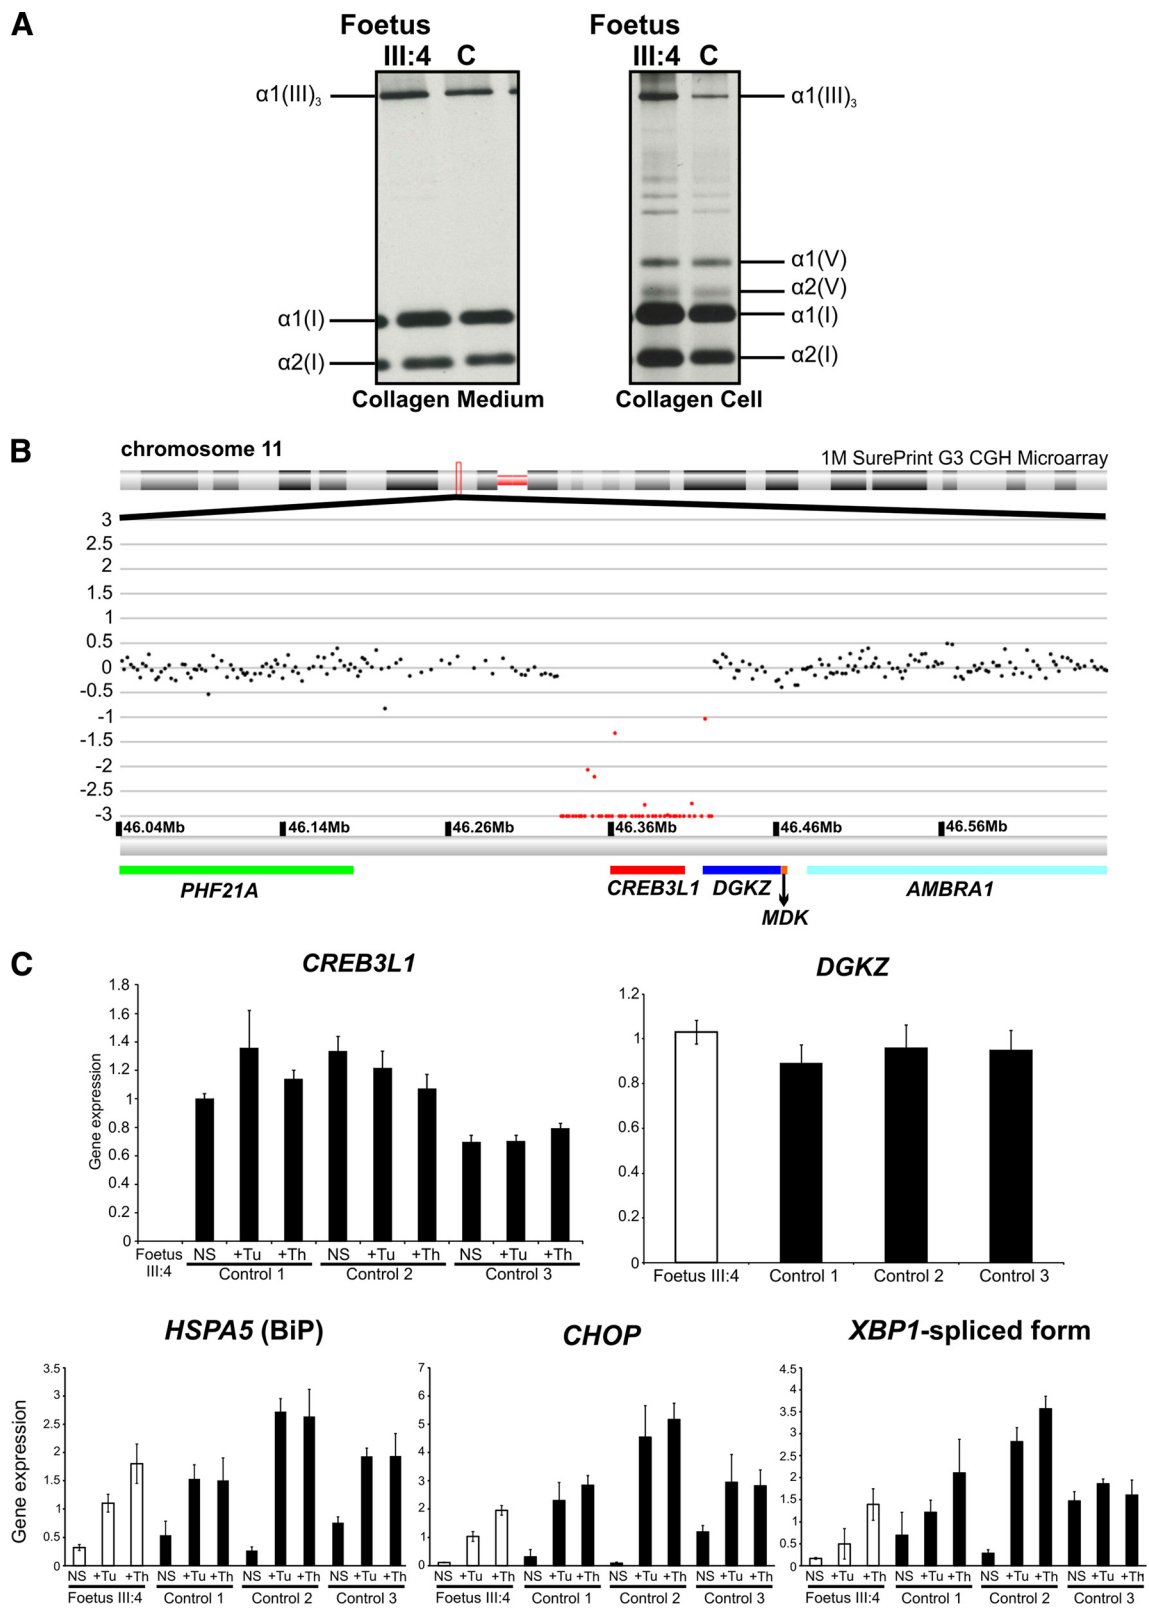 A
Foetus
III:4 C
Foetus
III:4 C
α1(III)₃
α1(III)₃
α1(V)
α2(V)
α1(I)
α1(I)
α2(I)
α2(I)
Collagen Medium
Collagen Cell
B
chromosome 11
1M SurePrint G3 CGH Microarray
3
2.5
2
1.5
1
0.5
0
-0.5
-1
-1.5
-2
-2.5
-3
46.04Mb 46.14Mb 46.26Mb 46.36Mb 46.46Mb 46.56Mb
PHF21A CREB3L1 DGKZ AMBRA1
MDK
C
CREB3L1
Gene expression
1.8
1.6
1.4
1.2
1
0.8
0.6
0.4
0.2
0
Foetus III:4 NS +Tu +Th NS +Tu +Th NS +Tu +Th
Control 1 Control 2 Control 3
DGKZ
1.2
1
0.8
0.6
0.4
0.2
0
Foetus III:4 Control 1 Control 2 Control 3
HSPA5 (BiP)
Gene expression
3.5
3
2.5
2
1.5
1
0.5
0
NS +Tu +Th NS +Tu +Th NS +Tu +Th NS +Tu +Th
Foetus III:4 Control 1 Control 2 Control 3
CHOP
7
6
5
4
3
2
1
0
NS +Tu +Th NS +Tu +Th NS +Tu +Th NS +Tu +Th
Foetus III:4 Control 1 Control 2 Control 3
XBP1-spliced form
4.5
4
3.5
3
2.5
2
1.5
1
0.5
0
NS +Tu +Th NS +Tu +Th NS +Tu +Th NS +Tu +Th
Foetus III:4 Control 1 Control 2 Control 3